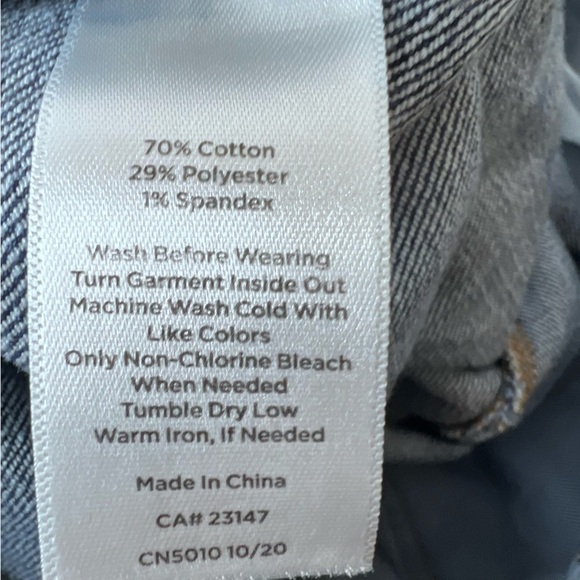 70% Cotton
29% Polyester
1% Spandex
Wash Before Wearing
Turn Garment Inside Out
Machine Wash Cold With
Like Colors
Only Non-Chlorine Bleach
When Needed
Tumble Dry Low
Warm Iron, If Needed
Made In China
CA# 23147
CN5010 10/20